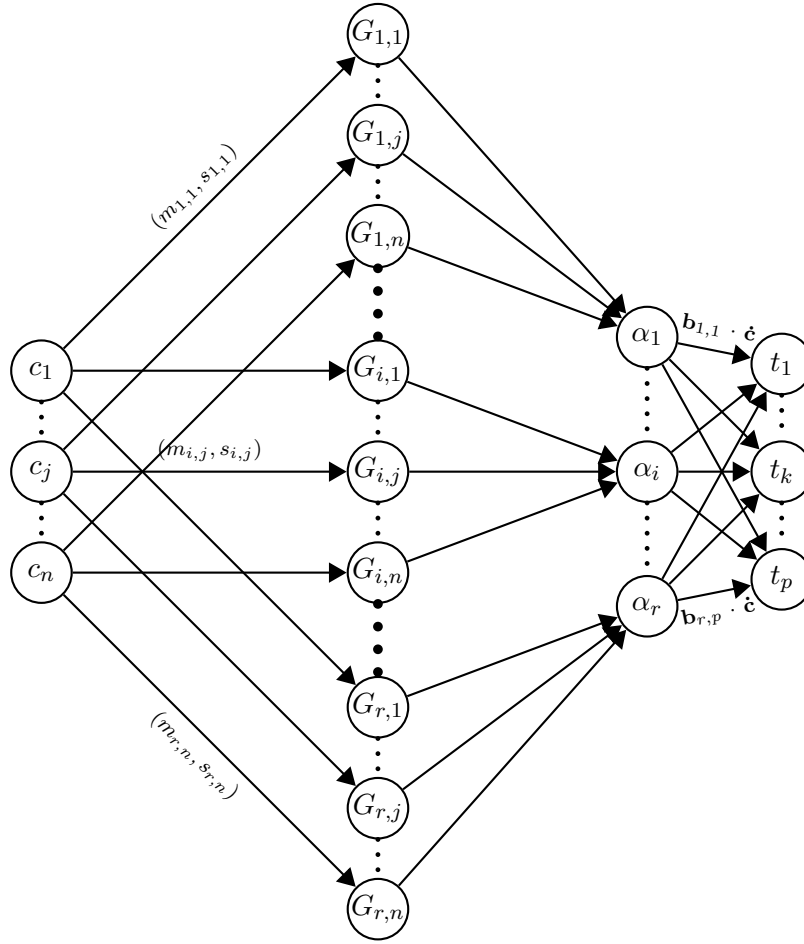 G_{1,1}
G_{1,j}
G_{1,n}
G_{i,1}
G_{i,j}
G_{i,n}
G_{r,1}
G_{r,j}
G_{r,n}
c_1
c_j
c_n
(m_{1,1}, s_{1,1})
(m_{i,j}, s_{i,j})
(m_{r,n}, s_{r,n})
α_1
α_i
α_r
𝐛_{1,1} · 𝐜̇
𝐛_{r,p} · 𝐜̇
t_1
t_k
t_p